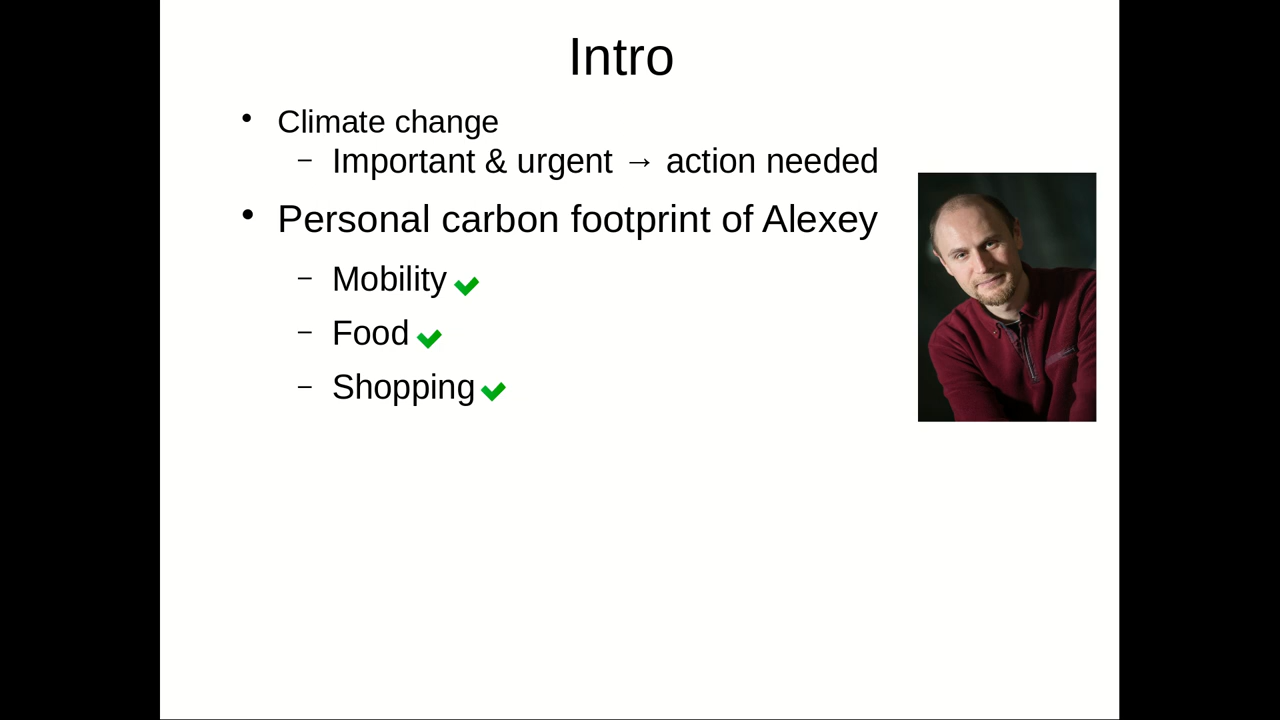 Intro
• Climate change
– Important & urgent → action needed
• Personal carbon footprint of Alexey
– Mobility ✔
– Food ✔
– Shopping ✔